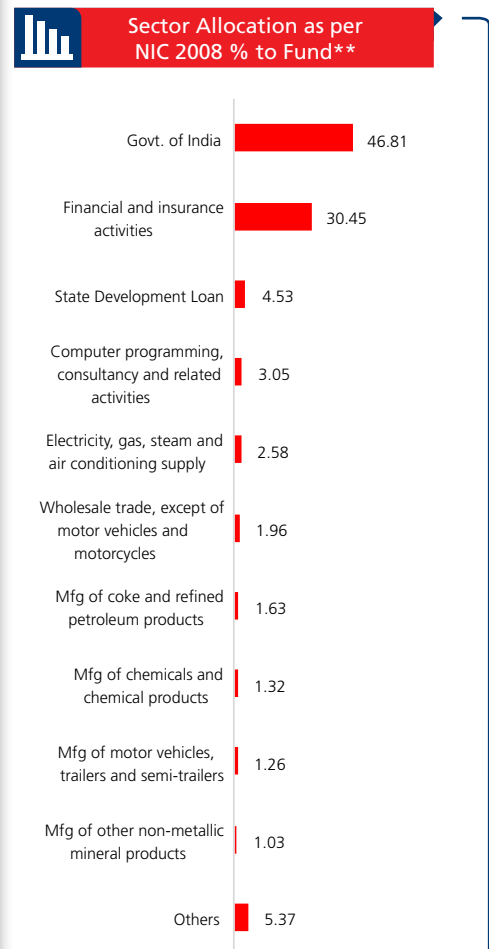 Sector Allocation as per
NIC 2008 % to Fund**
Govt. of India 46.81
Financial and insurance
activities 30.45
State Development Loan 4.53
Computer programming,
consultancy and related 3.05
activities
Electricity, gas, steam and
air conditioning supply 2.58
Wholesale trade, except of
motor vehicles and 1.96
motorcycles
Mfg of coke and refined
petroleum products 1.63
Mfg of chemicals and
chemical products 1.32
Mfg of motor vehicles,
trailers and semi-trailers 1.26
Mfg of other non-metallic
mineral products 1.03
Others 5.37